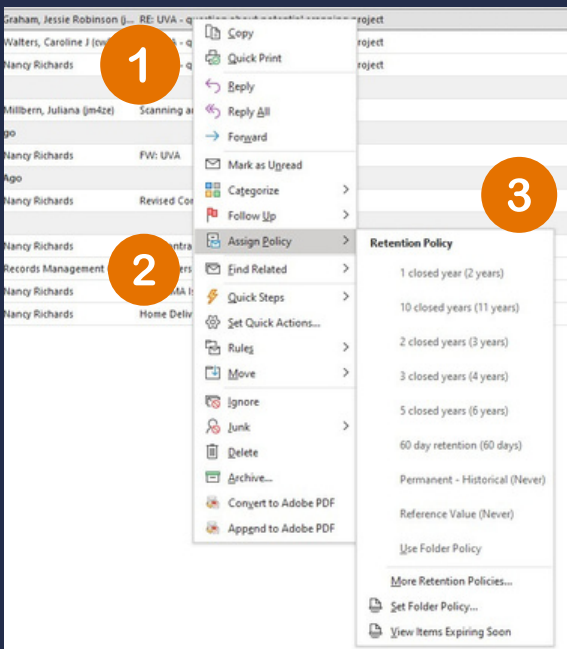 Graham, Jessie Robinson (j... RE: UVA - question about potential scanning project
Walters, Caroline J (cw - q roject
Nancy Richards - q roject
1
Millbern, Juliana (jm4ze) Scanning a
go
Nancy Richards FW: UVA
Ago
Nancy Richards Revised Cor
Nancy Richards ontra
Records Management ers
Nancy Richards MA I
Nancy Richards Home Deliv
2
Copy
Quick Print
Reply
Reply All
Forward
Mark as Unread
Categorize
Follow Up
Assign Policy
Find Related
Quick Steps
Set Quick Actions...
Rules
Move
Ignore
Junk
Delete
Archive...
Convert to Adobe PDF
Append to Adobe PDF
3
Retention Policy
1 closed year (2 years)
10 closed years (11 years)
2 closed years (3 years)
3 closed years (4 years)
5 closed years (6 years)
60 day retention (60 days)
Permanent - Historical (Never)
Reference Value (Never)
Use Folder Policy
More Retention Policies...
Set Folder Policy...
View Items Expiring Soon